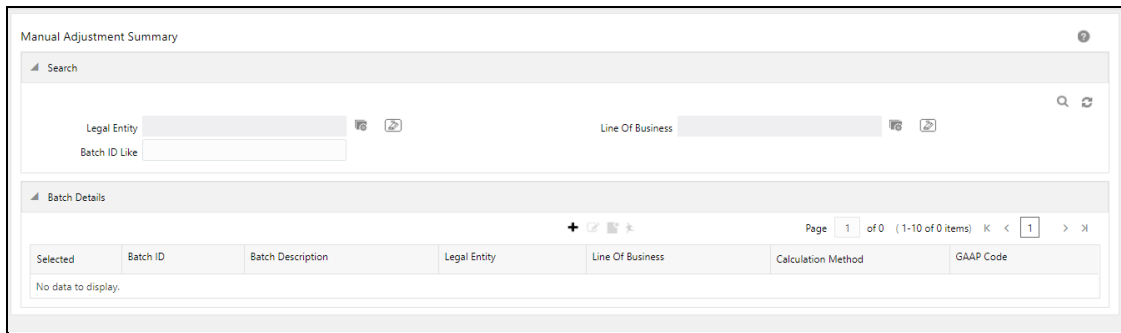 Manual Adjustment Summary ?
Search
Legal Entity Line Of Business
Batch ID Like
Batch Details
Page 1 of 0 (1-10 of 0 items) 1
Selected Batch ID Batch Description Legal Entity Line Of Business Calculation Method GAAP Code
No data to display.